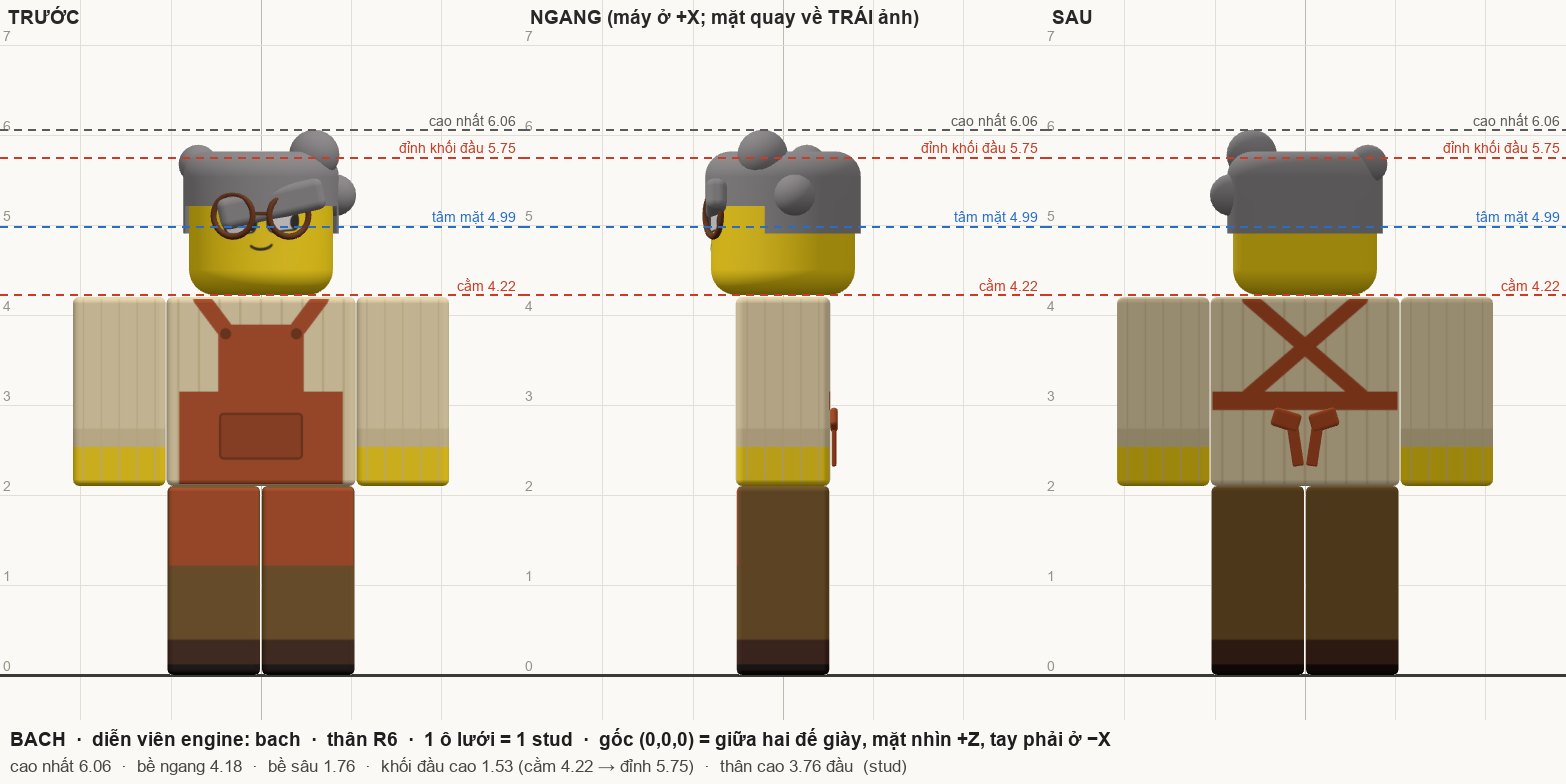 TRƯỚC
NGANG (máy ở +X; mặt quay về TRÁI ảnh)
SAU
7
7
7
cao nhất 6.06
cao nhất 6.06
cao nhất 6.06
6
6
6
đỉnh khối đầu 5.75
đỉnh khối đầu 5.75
đỉnh khối đầu 5.75
5
tâm mặt 4.99
5
tâm mặt 4.99
5
tâm mặt 4.99
cằm 4.22
cằm 4.22
cằm 4.22
4
4
4
3
3
3
2
2
2
1
1
1
0
0
0
BACH · diễn viên engine: bach · thân R6 · 1 ô lưới = 1 stud · gốc (0,0,0) = giữa hai đế giày, mặt nhìn +Z, tay phải ở −X
cao nhất 6.06 · bề ngang 4.18 · bề sâu 1.76 · khối đầu cao 1.53 (cằm 4.22 → đỉnh 5.75) · thân cao 3.76 đầu (stud)